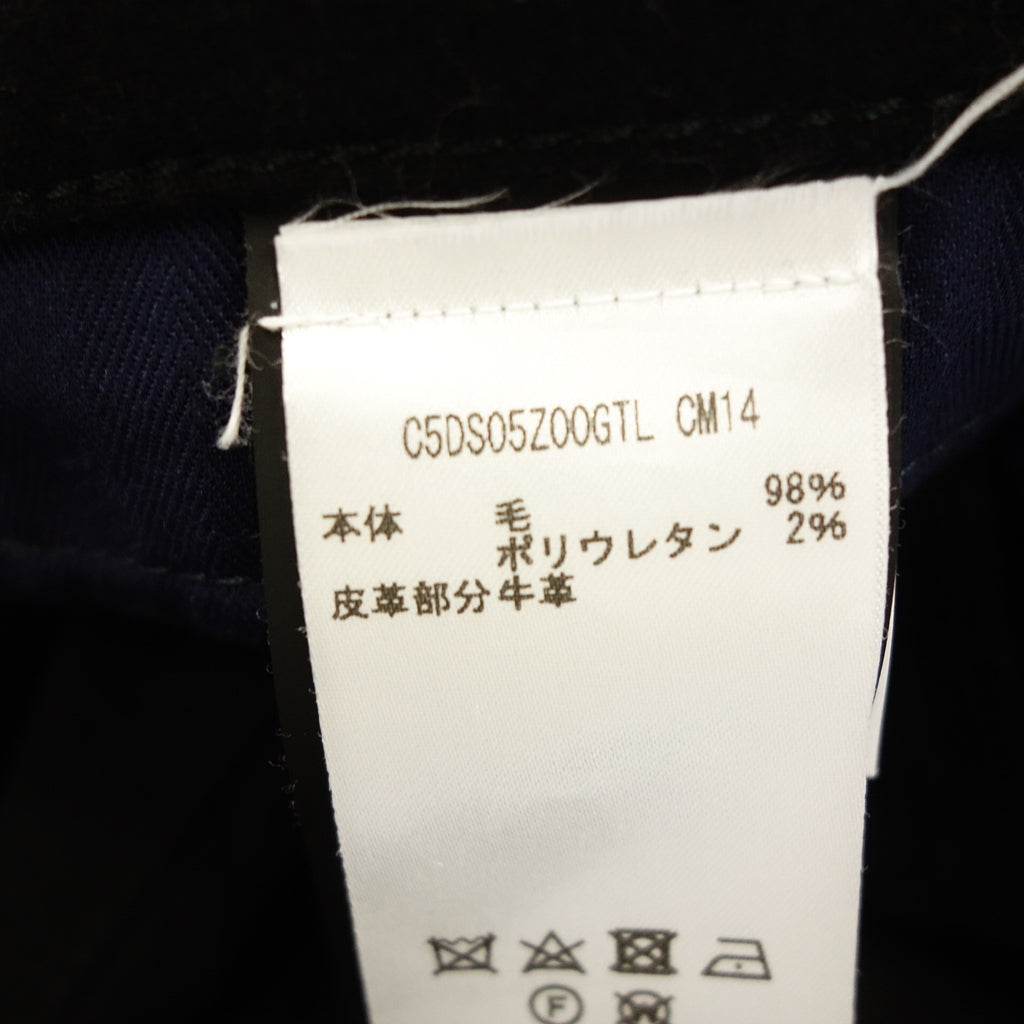 C5DS05Z00GTL CM14
本体 毛 98%
ポリウレタン 2%
皮革部分牛革
F
W